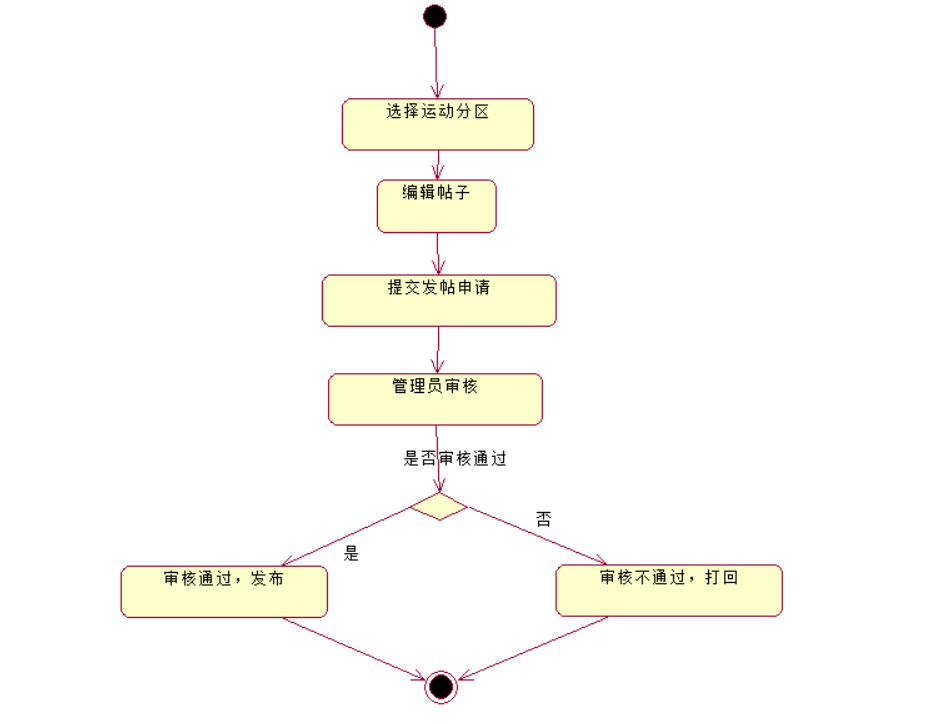 选择运动分区
编辑帖子
提交发帖申请
管理员审核
是否审核通过
否
是
审核通过，发布
审核不通过，打回